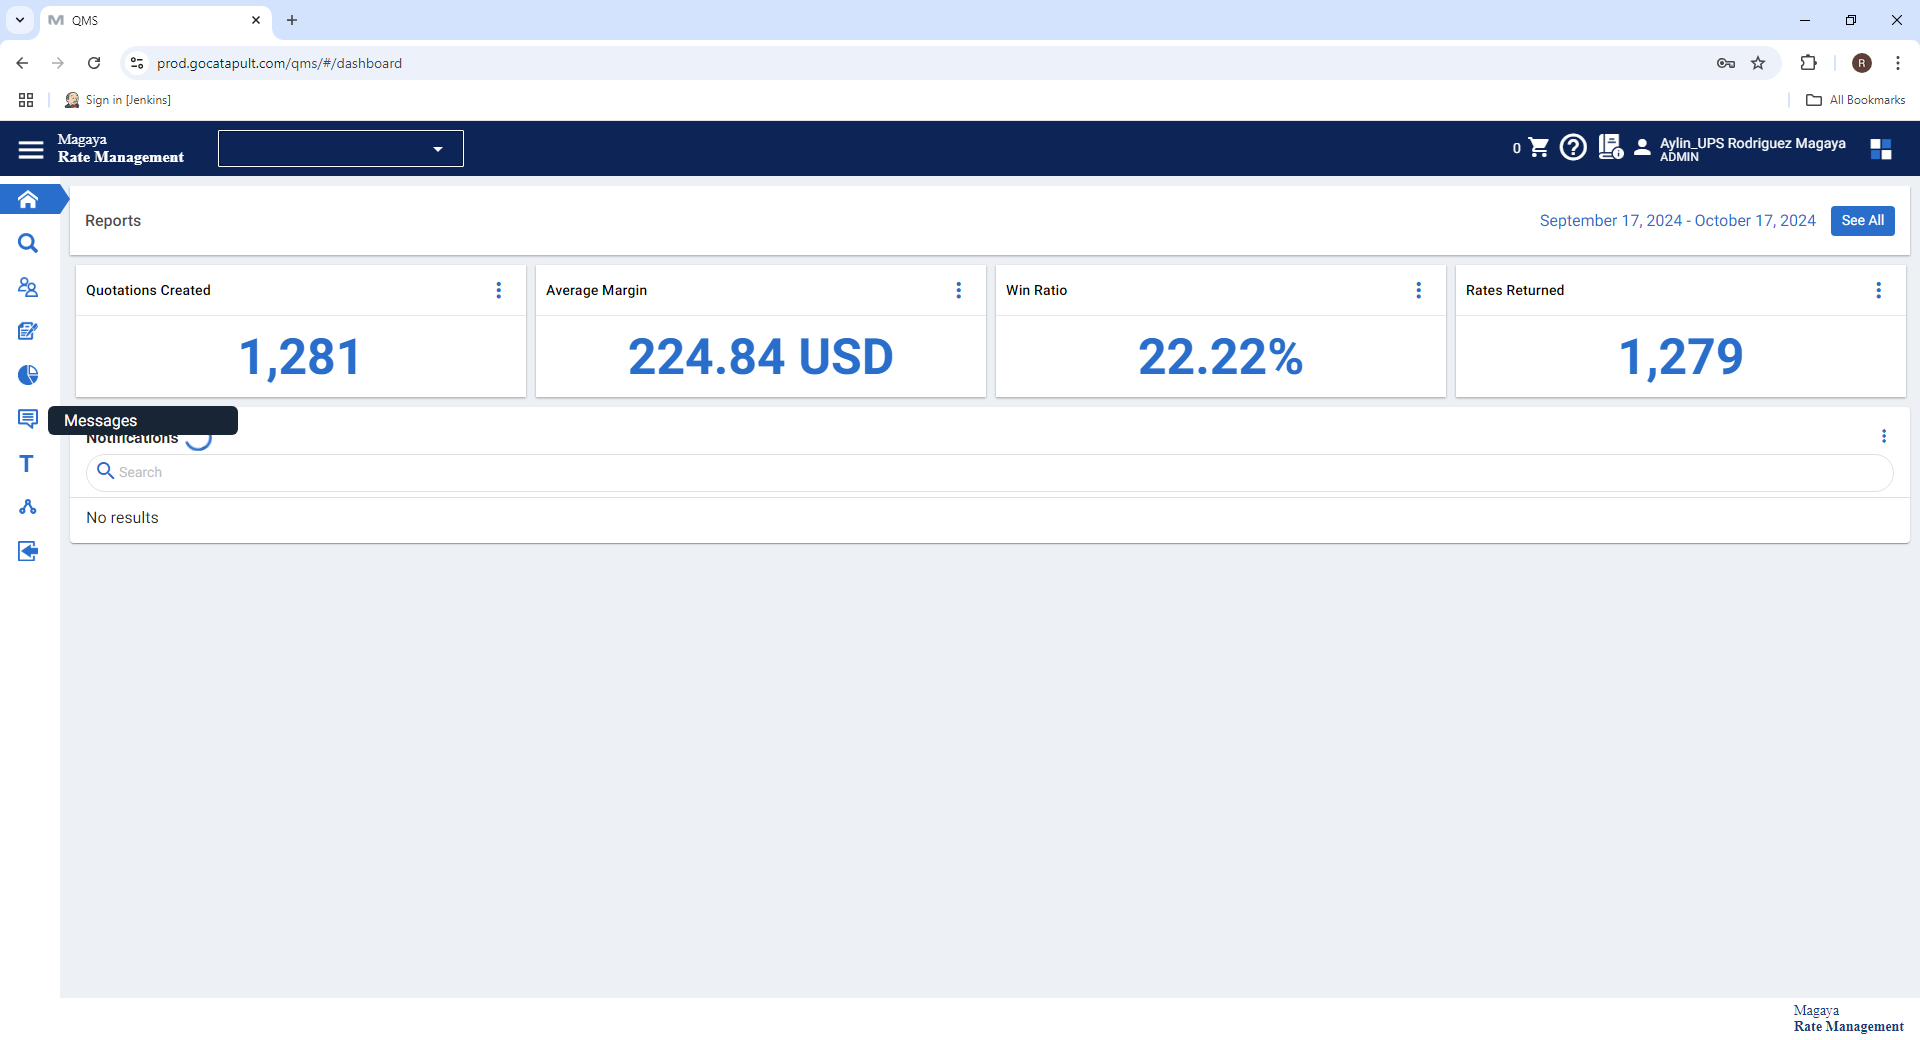 QMS
prod.gocatapult.com/qms/#/dashboard
R
Sign in [Jenkins]
All Bookmarks
Magaya
Rate Management
0
Aylin_UPS Rodriguez Magaya
ADMIN
Reports
September 17, 2024 - October 17, 2024
See All
Quotations Created
1,281
Average Margin
224.84 USD
Win Ratio
22.22%
Rates Returned
1,279
Messages
Notifications
Search
No results
T
Magaya
Rate Management